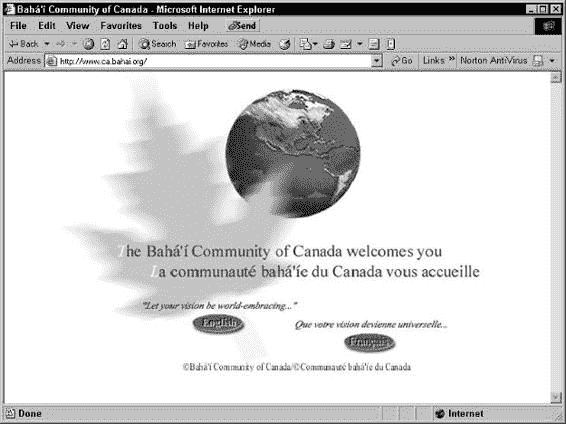 Bahá'í Community of Canada - Microsoft Internet Explorer
File Edit View Favorites Tools Help Send
Back Search Favorites Media
Address http://www.ca.bahai.org/ Go Links » Norton AntiVirus
The Bahá'í Community of Canada welcomes you
La communauté bahá'íe du Canada vous accueille
"Let your vision be world-embracing..."
English
Que votre vision devienne universelle...
Français
©Bahá'í Community of Canada/©Communauté bahá'íe du Canada
Done Internet